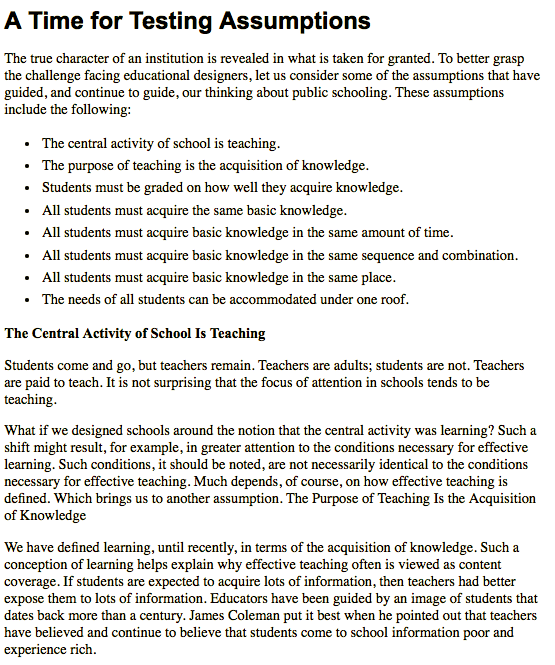 A Time for Testing Assumptions
The true character of an institution is revealed in what is taken for granted. To better grasp
the challenge facing educational designers, let us consider some of the assumptions that have
guided, and continue to guide, our thinking about public schooling. These assumptions
include the following:
• The central activity of school is teaching.
• The purpose of teaching is the acquisition of knowledge.
• Students must be graded on how well they acquire knowledge.
• All students must acquire the same basic knowledge.
• All students must acquire basic knowledge in the same amount of time.
• All students must acquire basic knowledge in the same sequence and combination.
• All students must acquire basic knowledge in the same place.
• The needs of all students can be accommodated under one roof.
The Central Activity of School Is Teaching
Students come and go, but teachers remain. Teachers are adults; students are not. Teachers
are paid to teach. It is not surprising that the focus of attention in schools tends to be
teaching.
What if we designed schools around the notion that the central activity was learning? Such a
shift might result, for example, in greater attention to the conditions necessary for effective
learning. Such conditions, it should be noted, are not necessarily identical to the conditions
necessary for effective teaching. Much depends, of course, on how effective teaching is
defined. Which brings us to another assumption. The Purpose of Teaching Is the Acquisition
of Knowledge
We have defined learning, until recently, in terms of the acquisition of knowledge. Such a
conception of learning helps explain why effective teaching often is viewed as content
coverage. If students are expected to acquire lots of information, then teachers had better
expose them to lots of information. Educators have been guided by an image of students that
dates back more than a century. James Coleman put it best when he pointed out that teachers
have believed and continue to believe that students come to school information poor and
experience rich.